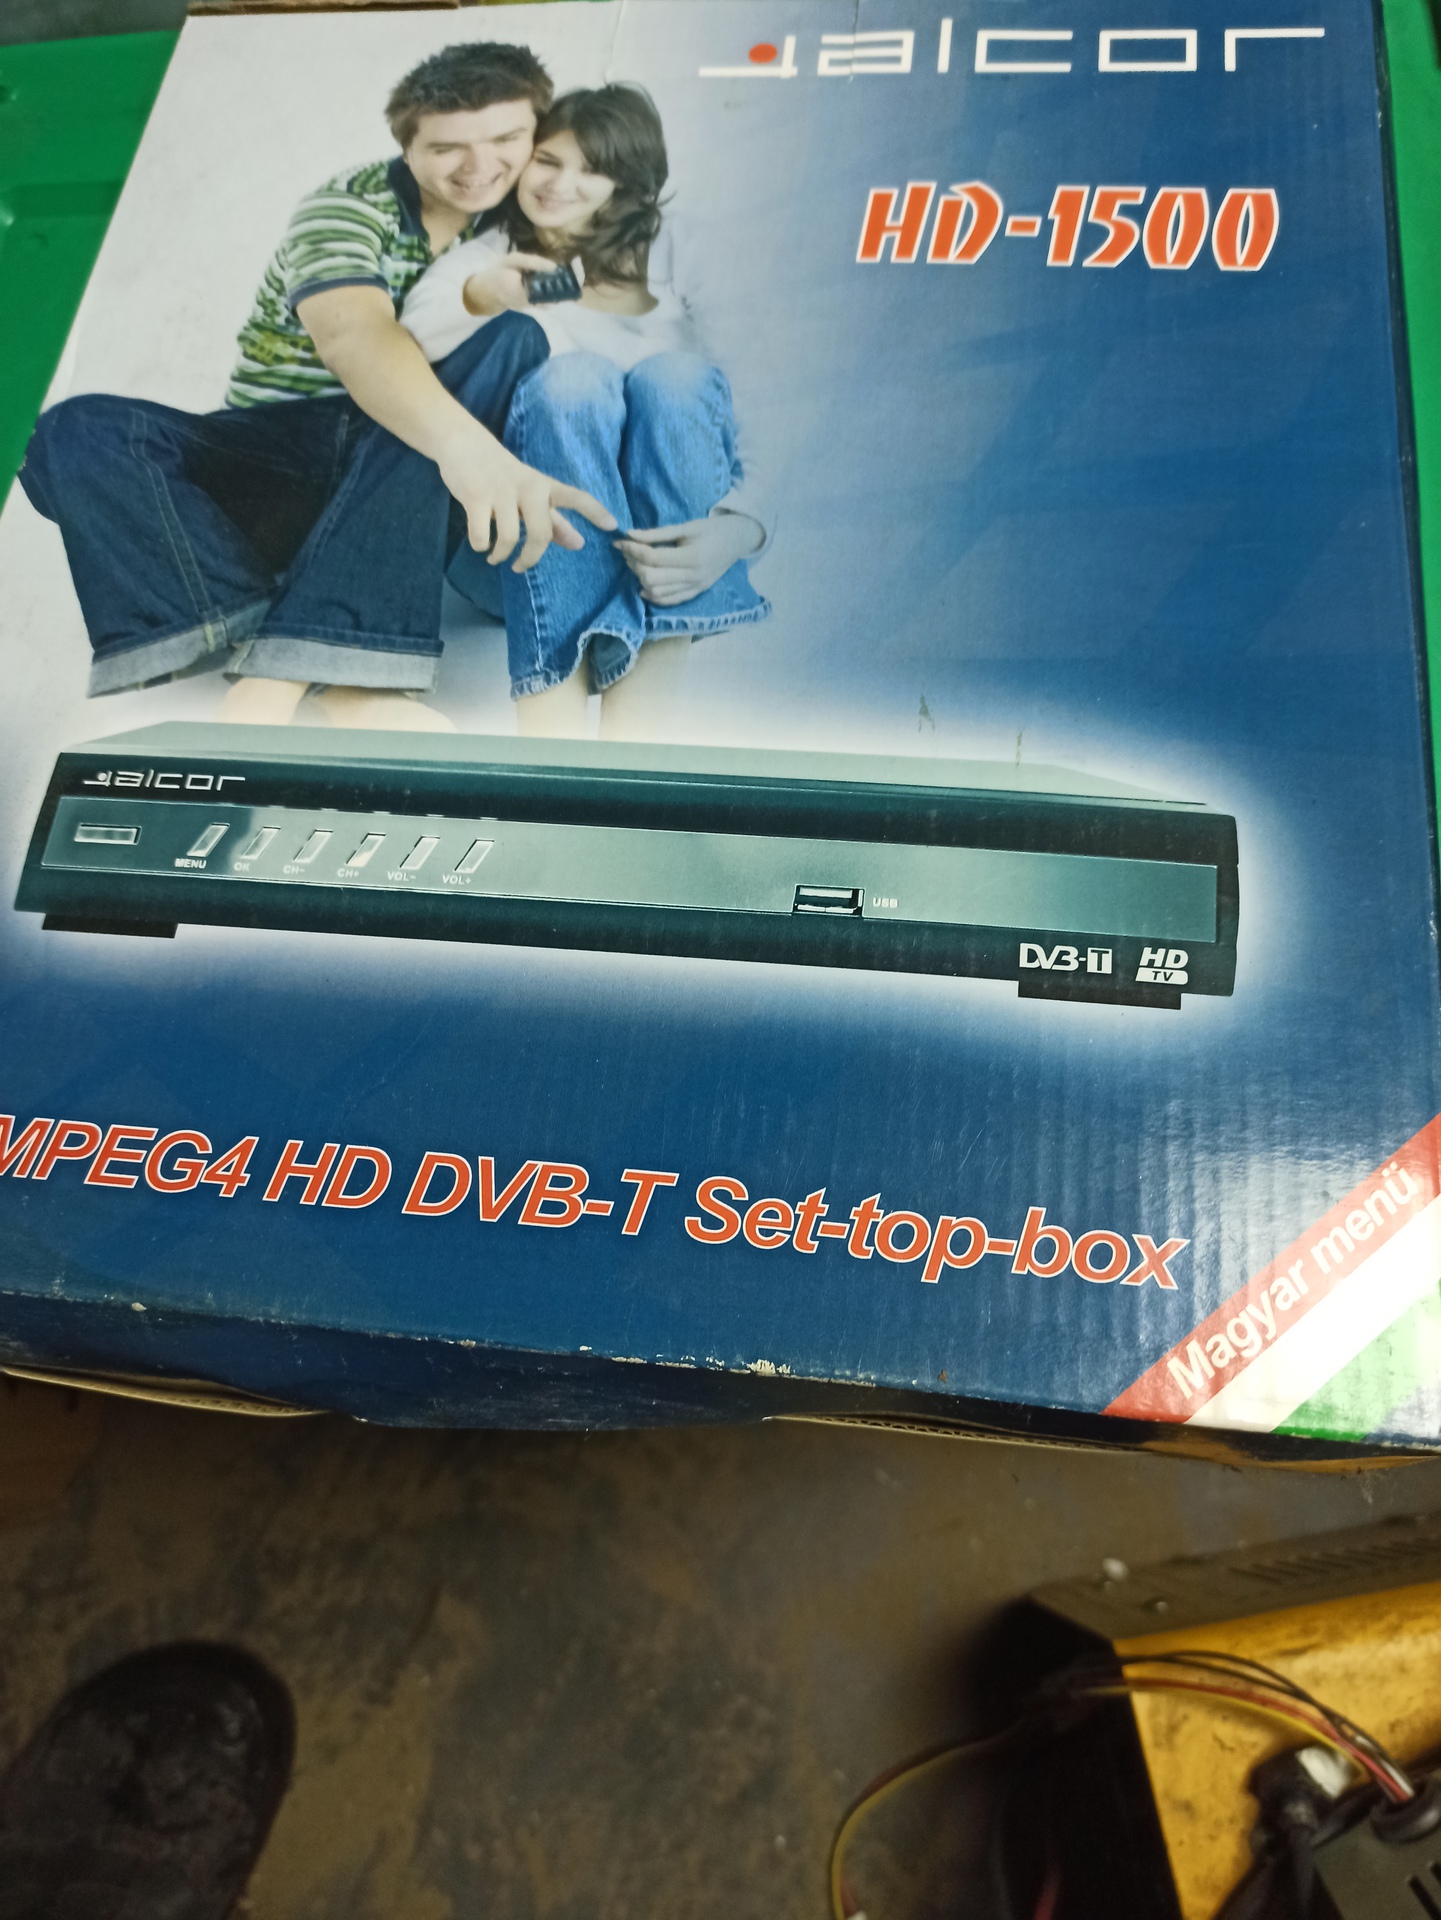 alcor
HD-1500
alcor
MENU OK CH- CH+ VOL- VOL+
USB
DVB-T HD TV
MPEG4 HD DVB-T Set-top-box
Magyar menü